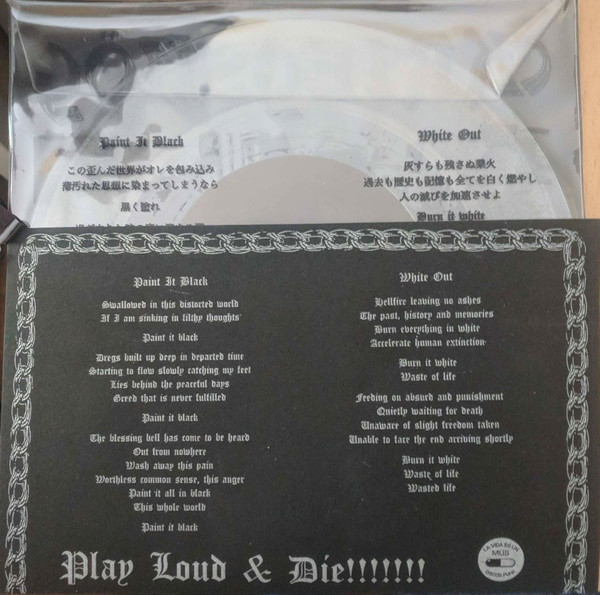 Paint It Black
この歪んだ世界がオレを包み込み
薄汚れた思想に染まってしまうなら
黒く塗れ
White Out
灰すらも残さぬ業火
過去も歴史も記憶も全てを白く燃やし
人の滅びを加速させよ
Burn it white
Paint It Black
Swallowed in this distorted world
If I am sinking in filthy thoughts
Paint it black
Dregs built up deep in departed time
Starting to flow slowly catching my feet
Lies behind the peaceful days
Greed that is never fulfilled
Paint it black
The blessing bell has come to be heard
Out from nowhere
Wash away this pain
Worthless common sense, this anger
Paint it all in black
This whole world
Paint it black
White Out
Hellfire leaving no ashes
The past, history and memories
Burn everything in white
Accelerate human extinction
Burn it white
Waste of life
Feeding on absurd and punishment
Quietly waiting for death
Unaware of slight freedom taken
Unable to face the end arriving shortly
Burn it white
Waste of life
Wasted life
Play Loud & Die!!!!!!!
LA VIDA ES UN
MUS
DISCOS PUNK